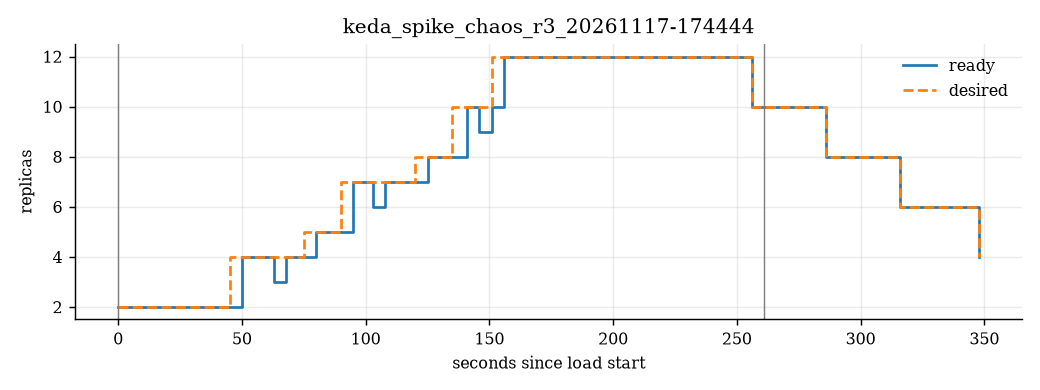 keda_spike_chaos_r3_20261117-174444
12
10
8
6
4
2
replicas
ready
desired
0 50 100 150 200 250 300 350
seconds since load start